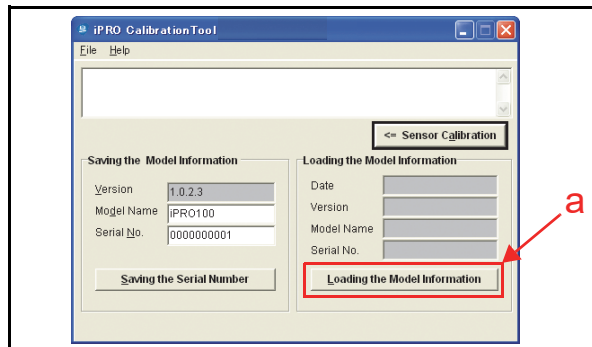 iPRO CalibrationTool
File Help
<= Sensor Calibration
Saving the Model Information
Version 1.0.2.3
Model Name iPRO100
Serial No. 0000000001
Saving the Serial Number
Loading the Model Information
Date
Version
Model Name
Serial No.
Loading the Model Information
a